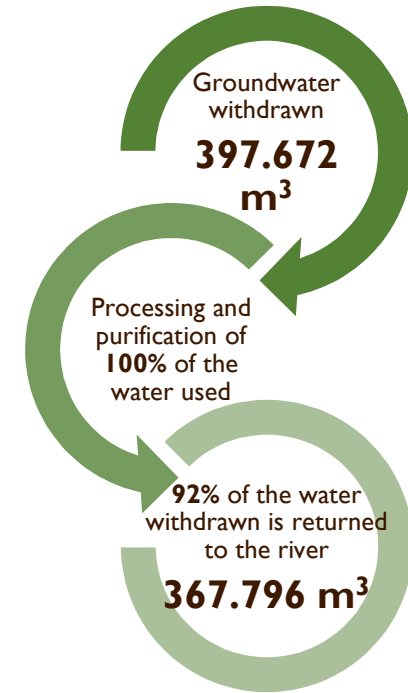 Groundwater
withdrawn
397.672
m³
Processing and
purification of
100% of the
water used
92% of the water
withdrawn is returned
to the river
367.796 m³